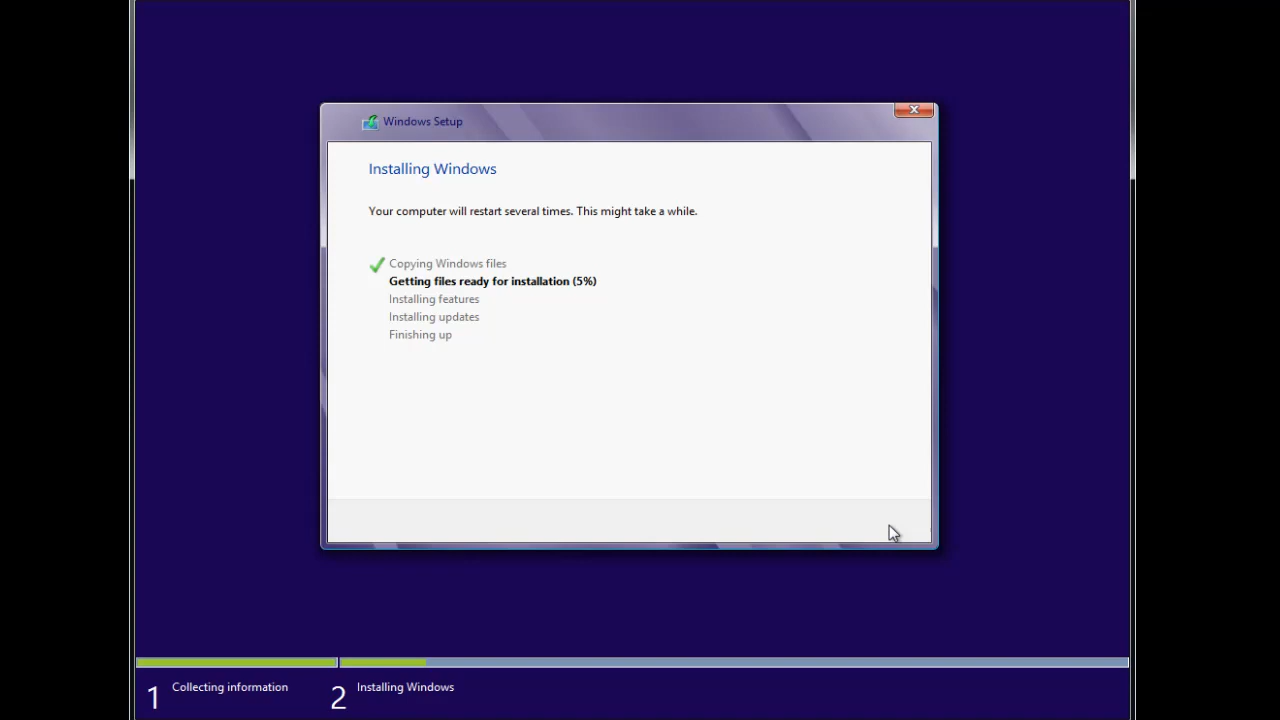 Windows Setup
Installing Windows
Your computer will restart several times. This might take a while.
Copying Windows files
Getting files ready for installation (5%)
Installing features
Installing updates
Finishing up
1 Collecting information
2 Installing Windows